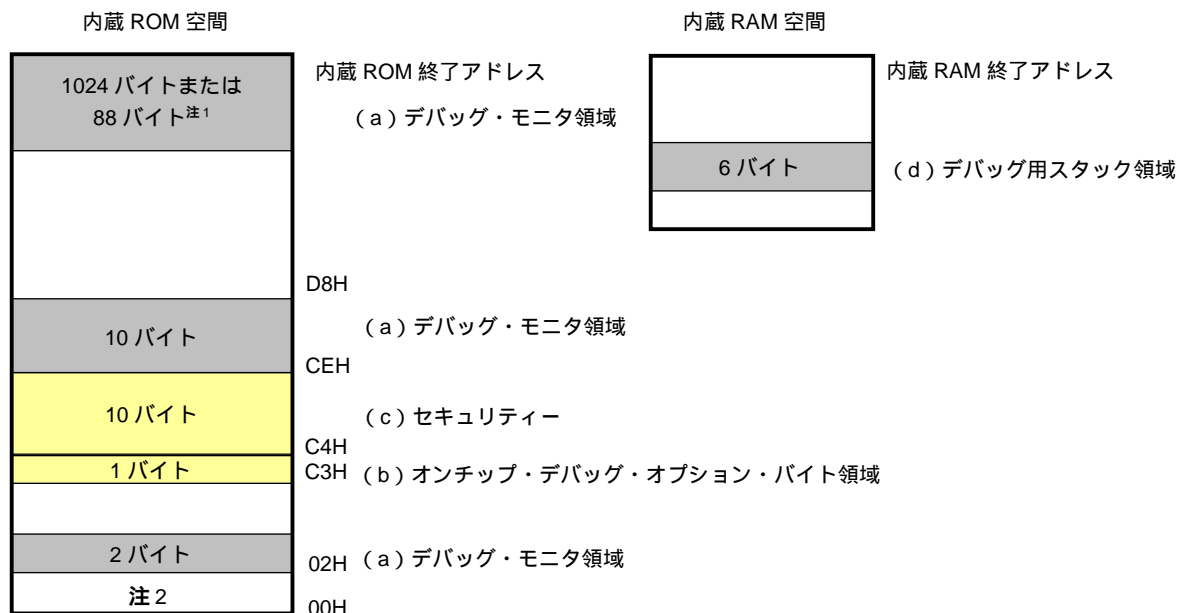 内蔵 ROM 空間
1024 バイトまたは
88 バイト注1
内蔵 ROM 終了アドレス
(a)デバッグ・モニタ領域
D8H
10 バイト
(a)デバッグ・モニタ領域
CEH
10 バイト
(c)セキュリティー
C4H
1 バイト
C3H
(b)オンチップ・デバッグ・オプション・バイト領域
2 バイト
02H
(a)デバッグ・モニタ領域
注2
00H
内蔵 RAM 空間
内蔵 RAM 終了アドレス
6 バイト
(d)デバッグ用スタック領域